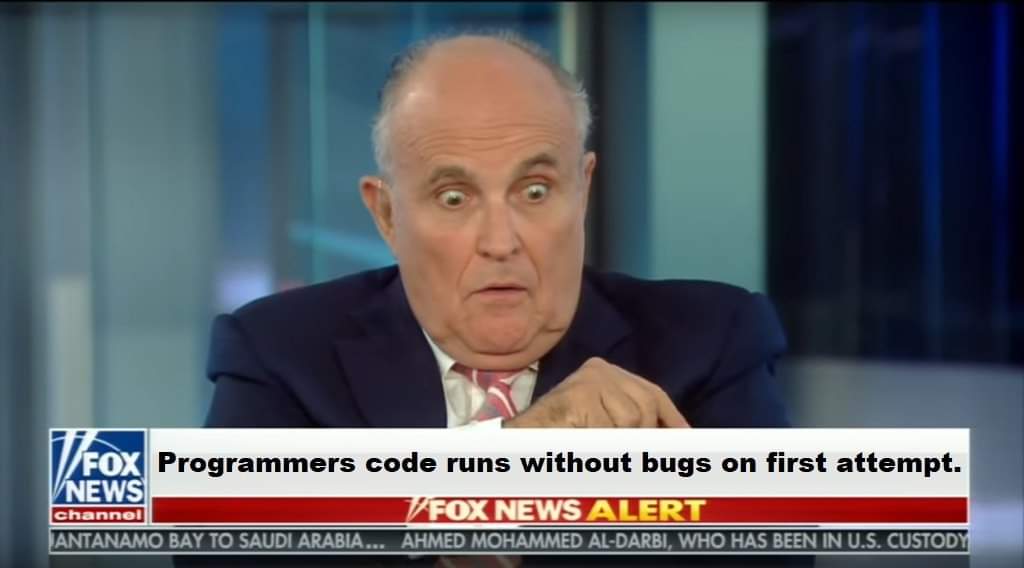 FOX
NEWS
channel
Programmers code runs without bugs on first attempt.
FOX NEWS ALERT
ANTANAMO BAY TO SAUDI ARABIA... AHMED MOHAMMED AL-DARBI, WHO HAS BEEN IN U.S. CUSTODY